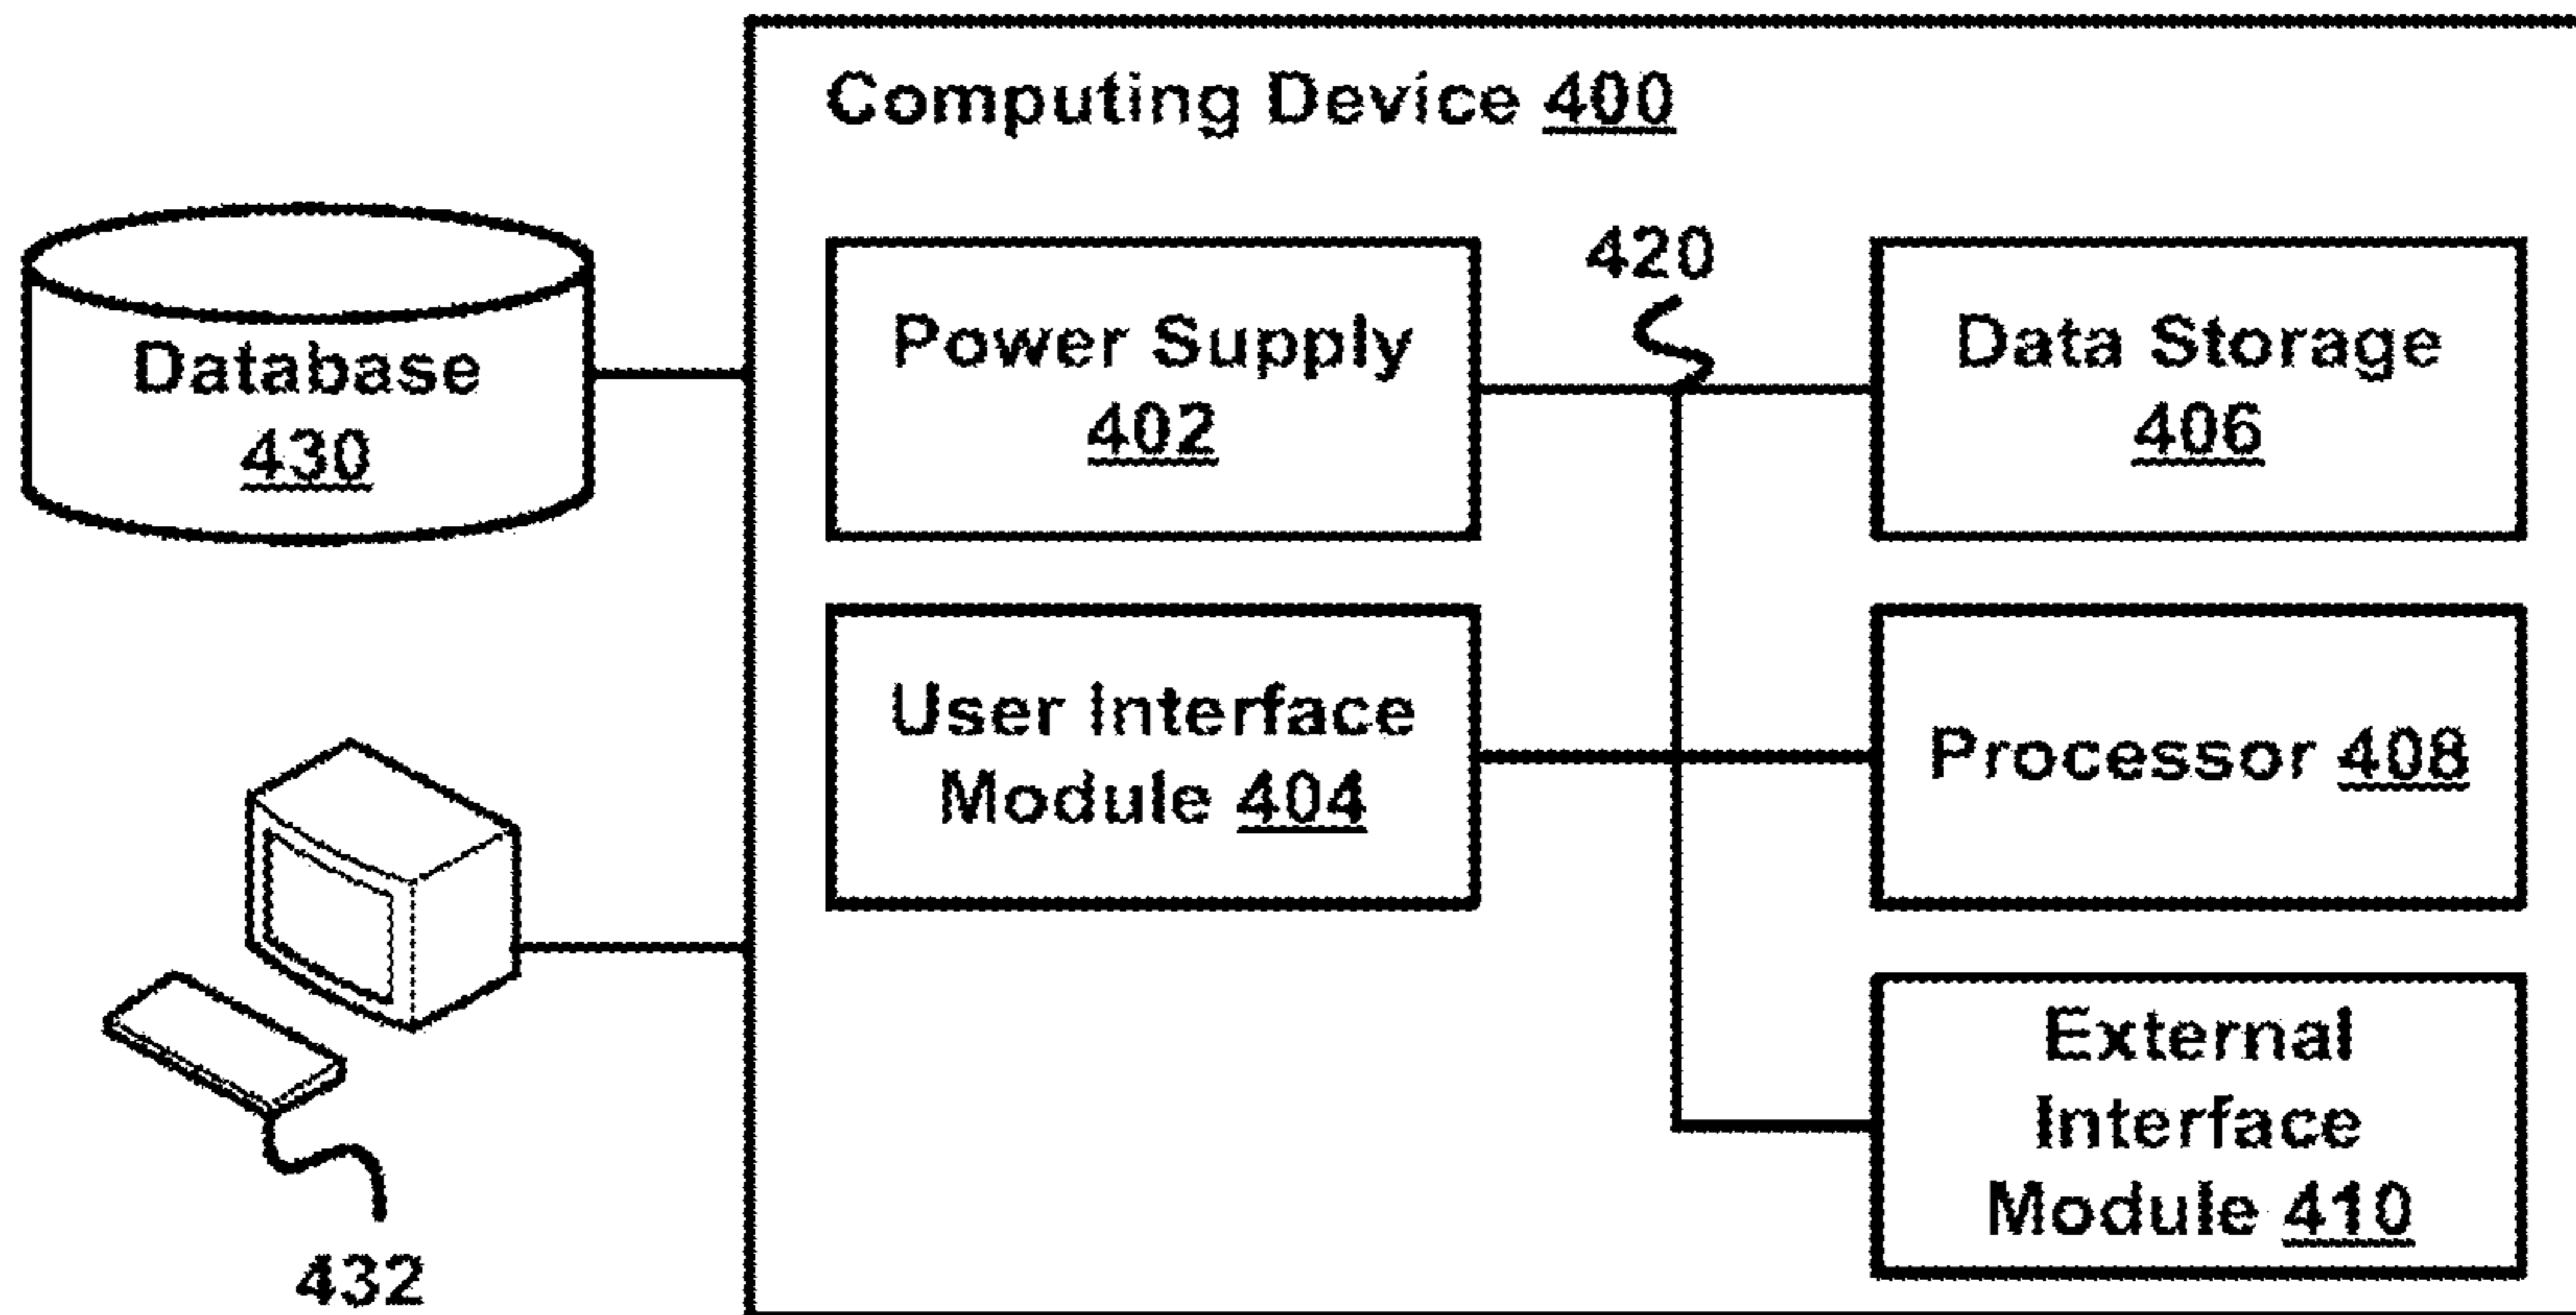 Computing Device 400
420
Power Supply
402
Data Storage
406
Database
430
User Interface
Module 404
Processor 408
External
Interface
Module 410
432